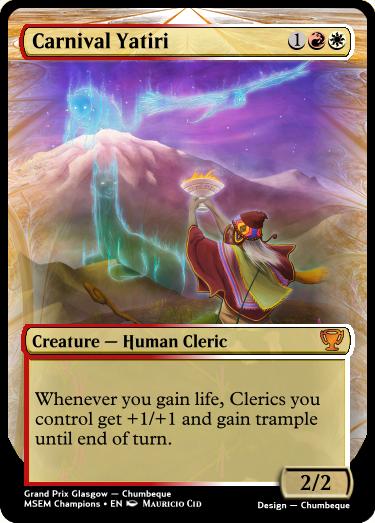 Carnival Yatiri 1
Creature — Human Cleric
Whenever you gain life, Clerics you
control get +1/+1 and gain trample
until end of turn.
2/2
Grand Prix Glasgow — Chumbeque
MSEM Champions • EN Mauricio Cid
Design — Chumbeque